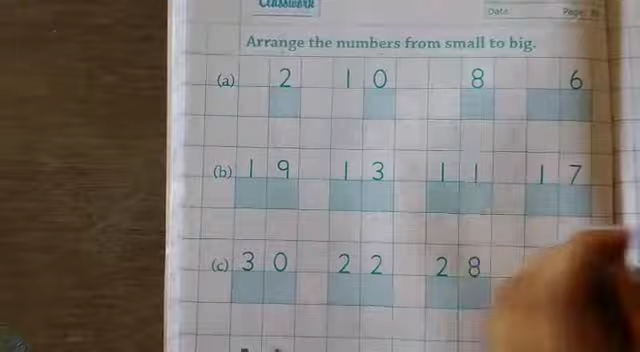 Classwork
Date Page
Arrange the numbers from small to big.
(a) 2 10 8 6
(b) 19 13 11 17
(c) 30 22 28